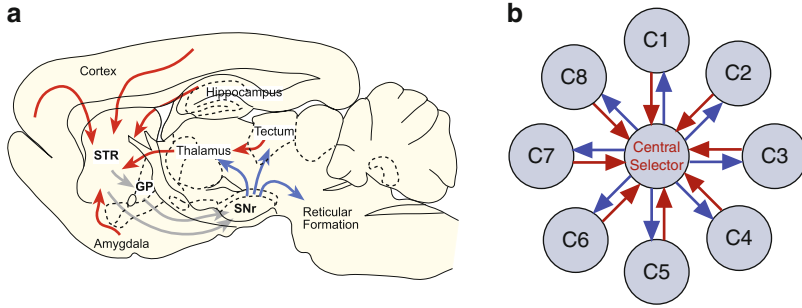 a
Cortex
Hippocampus
Tectum
Thalamus
STR
GP
SNr
Reticular
Formation
Amygdala
b
C1
C2
C3
C4
C5
C6
C7
C8
Central
Selector